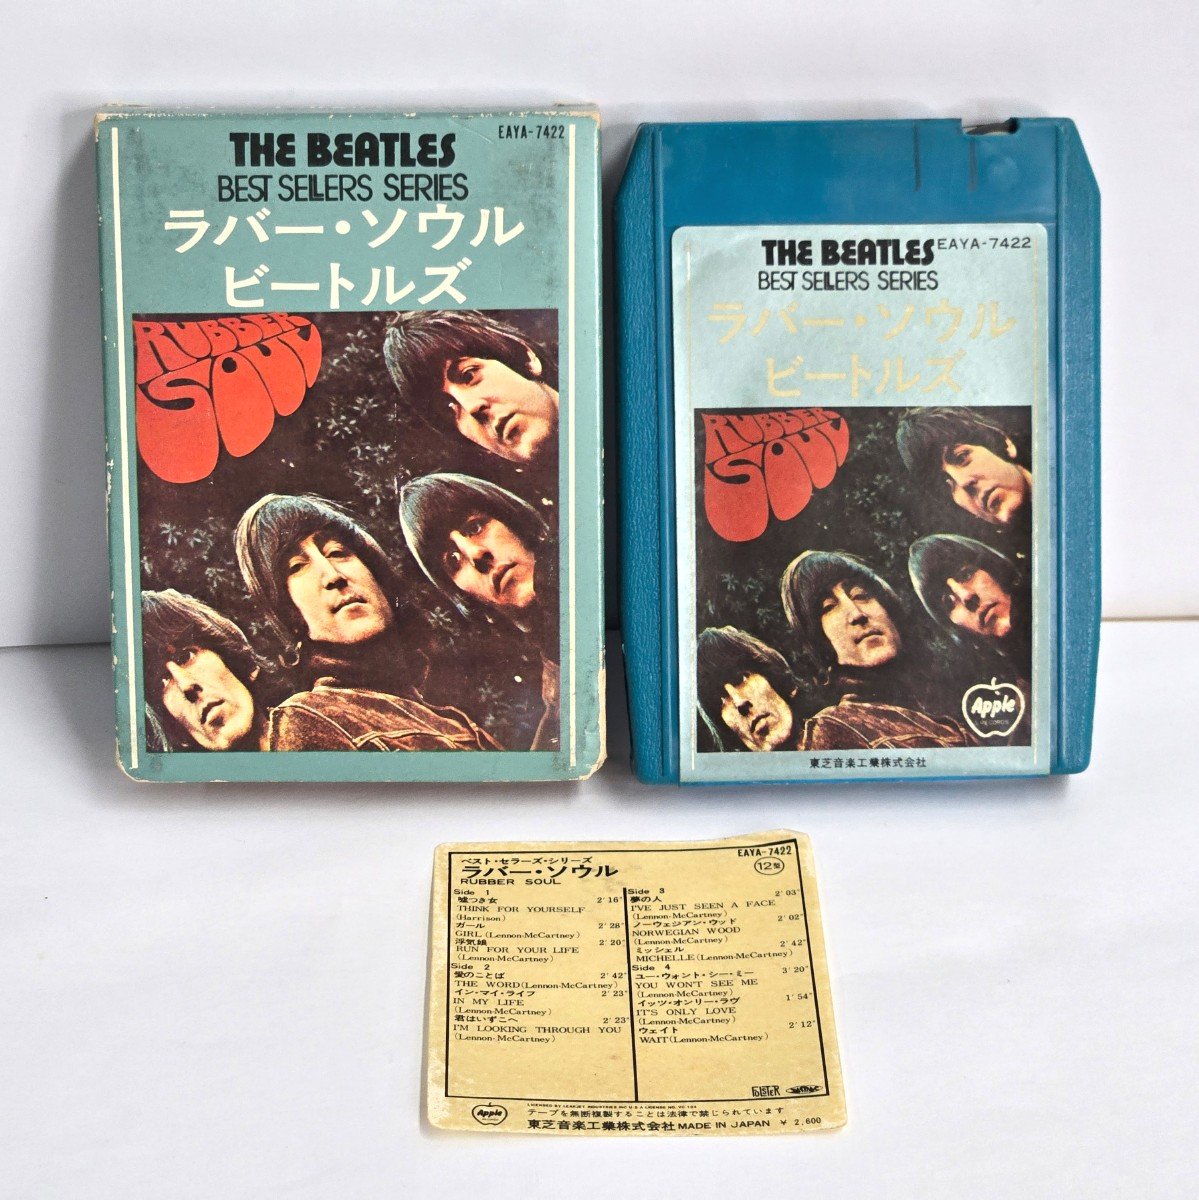 EAYA-7422
THE BEATLES
BEST SELLERS SERIES
ラバー・ソウル
ビートルズ
RUBBER
SOUL
THE BEATLES
EAYA-7422
BEST SELLERS SERIES
ラバー・ソウル
ビートルズ
RUBBER
SOUL
Apple
RECORDS
東芝音楽工業株式会社
EAYA-7422
ベスト・セラーズ・シリーズ
12型
ラバー・ソウル
RUBBER SOUL
Side 1
嘘つき女 2'16"
THINK FOR YOURSELF
(Harrison)
ガール 2'28"
GIRL (Lennon-McCartney)
浮気娘 2'20"
RUN FOR YOUR LIFE
(Lennon-McCartney)
Side 2
愛のことば 2'42"
THE WORD (Lennon-McCartney)
イン・マイ・ライフ 2'23"
IN MY LIFE
(Lennon-McCartney)
君はいずこへ 2'23"
I'M LOOKING THROUGH YOU
(Lennon-McCartney)
Side 3
夢の人 2'03"
I'VE JUST SEEN A FACE
(Lennon-McCartney)
ノーウェジアン・ウッド 2'02"
NORWEGIAN WOOD
(Lennon-McCartney)
ミッシェル 2'42"
MICHELLE (Lennon-McCartney)
Side 4
ユー・ウォント・シー・ミー 3'20"
YOU WON'T SEE ME
(Lennon-McCartney)
イッツ・オンリー・ラヴ 1'54"
IT'S ONLY LOVE
(Lennon-McCartney)
ウェイト 2'12"
WAIT (Lennon-McCartney)
POLSTER
Apple
LICENSED BY LEARJET INDUSTRIES INC U.S.A LICENSE NO.
テープを無断複製することは法律で禁じられています
東芝音楽工業株式会社 MADE IN JAPAN ¥ 2,600